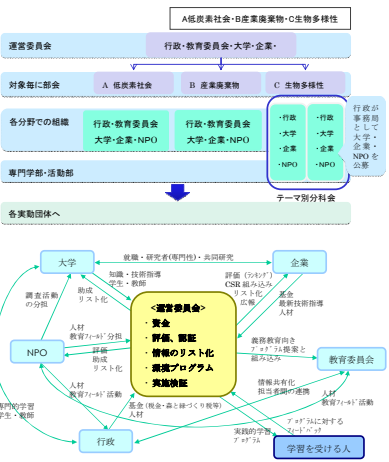 A低炭素社会・B産業廃棄物・C生物多様性
運営委員会
行政・教育委員会・大学・企業・
対象毎に部会
A 低炭素社会
B 産業廃棄物
C 生物多様性
各分野での組織
行政・教育委員会
大学・企業・NPO
行政・教育委員会
大学・企業・NPO
・行政
・大学
・企業
・NPO
・行政
・大学
・企業
・NPO
行政が
事務局
として
大学・
企業・
NPOを
公募
専門学部・活動部
テーマ別分科会
各実動団体へ
大学
就職・研究者(専門性)・共同研究
企業
知識・技術指導
学生・教師
助成
リスト化
評価（ランキング）
CSR組み込み
リスト化
広報
調査活動
の分担
<運営委員会>
・ 資金
・ 評価、認証
・ 情報のリスト化
・ 環境プログラム
・ 実施検証
基金
最新技術指導
人材
人材
教育フィールド分担
義務教育向き
プログラム提案と
組み込み
NPO
評価
助成
リスト化
教育委員会
人材
教育フィールド活動
情報共有化
担当者間の連携
人材
教育フィールド活動
専門的学習
学生・教師
基金(税金・森と緑づくり税等)
人材
行政
実践的学習
プログラム
プログラムに対する
フィードバック
学習を受ける人